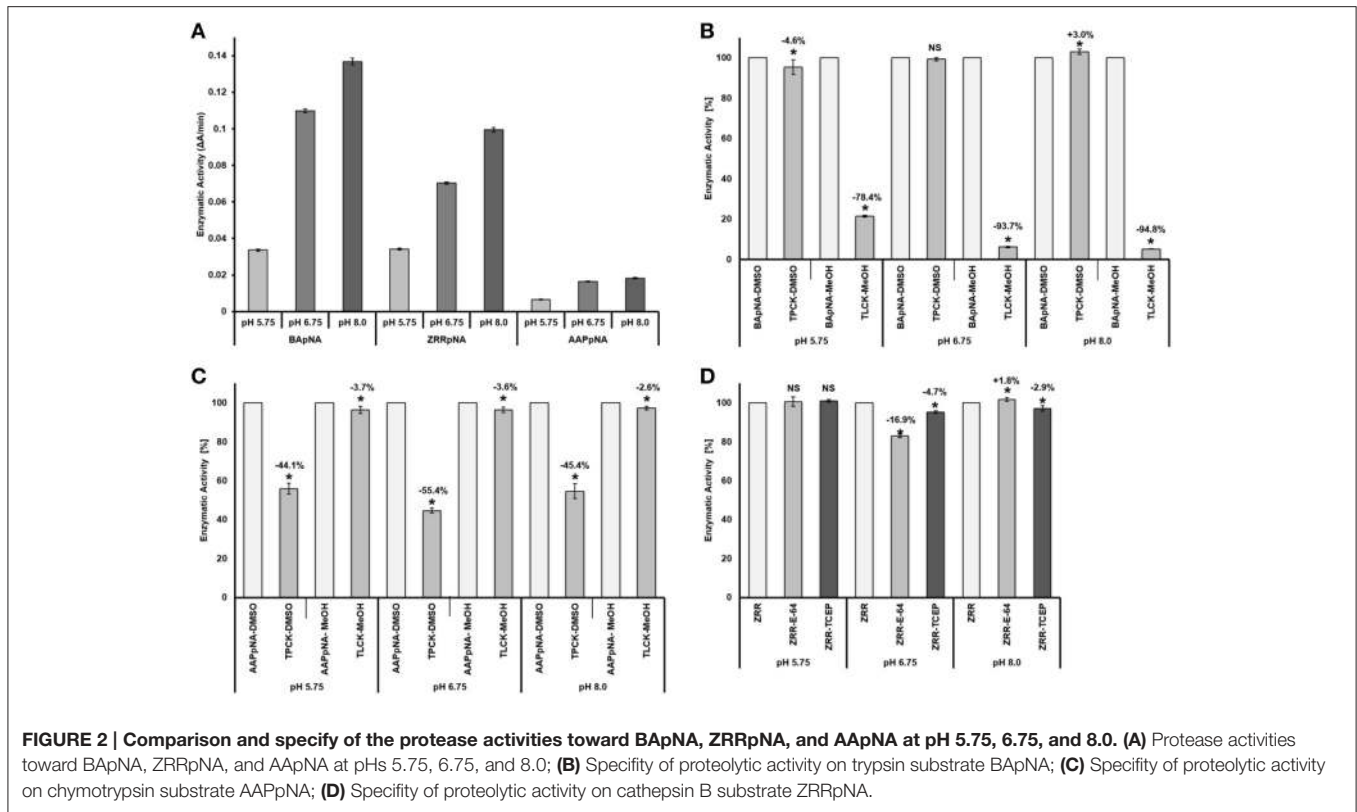 A
Enzymatic Activity (ΔA/min)
0.14
0.12
0.1
0.08
0.06
0.04
0.02
0
pH 5.75 pH 6.75 pH 8.0 pH 5.75 pH 6.75 pH 8.0 pH 5.75 pH 6.75 pH 8.0
BApNA ZRRpNA AAPpNA
B
Enzymatic Activity [%]
100
80
60
40
20
0
-4.6%
*
-78.4%
*
NS
-93.7%
*
+3.0%
*
-94.8%
*
BApNA-DMSO TPCK-DMSO BApNA-MeOH TLCK-MeOH BApNA-DMSO TPCK-DMSO BApNA-MeOH TLCK-MeOH BApNA-DMSO TPCK-DMSO BApNA-MeOH TLCK-MeOH
pH 5.75 pH 6.75 pH 8.0
C
Enzymatic Activity [%]
100
80
60
40
20
0
-44.1%
*
-3.7%
*
-55.4%
*
-3.6%
*
-45.4%
*
-2.6%
*
AAPpNA-DMSO TPCK-DMSO AAPpNA- MeOH TLCK-MeOH AAPpNA-DMSO TPCK-DMSO AAPpNA- MeOH TLCK-MeOH AAPpNA-DMSO TPCK-DMSO AAPpNA- MeOH TLCK-MeOH
pH 5.75 pH 6.75 pH 8.0
D
Enzymatic Activity [%]
100
80
60
40
20
0
NS NS
-16.9%
*
-4.7%
*
+1.8%
*
-2.9%
*
ZRR ZRR-E-64 ZRR-TCEP ZRR ZRR-E-64 ZRR-TCEP ZRR ZRR-E-64 ZRR-TCEP
pH 5.75 pH 6.75 pH 8.0
FIGURE 2 | Comparison and specify of the protease activities toward BApNA, ZRRpNA, and AApNA at pH 5.75, 6.75, and 8.0. (A) Protease activities
toward BApNA, ZRRpNA, and AApNA at pHs 5.75, 6.75, and 8.0; (B) Specifity of proteolytic activity on trypsin substrate BApNA; (C) Specifity of proteolytic activity
on chymotrypsin substrate AAPpNA; (D) Specifity of proteolytic activity on cathepsin B substrate ZRRpNA.